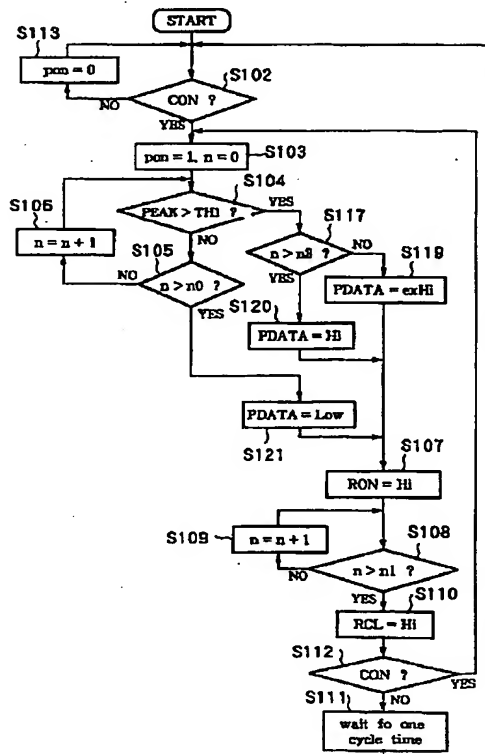 START
S113
pon = 0
S102
CON ?
NO
YES
pon = 1, n = 0
S103
S104
S106
PEAK > TH1 ?
YES
S117
n = n + 1
S105
NO
n > n3 ?
NO
S119
NO
n > n0 ?
YES
PDATA = exHi
YES
S120
PDATA = Hi
PDATA = Low
S121
S107
RON = Hi
S109
n = n + 1
S108
n > n1 ?
NO
YES
S110
RCL = Hi
S112
CON ?
YES
S111
NO
wait fo one
cycle time